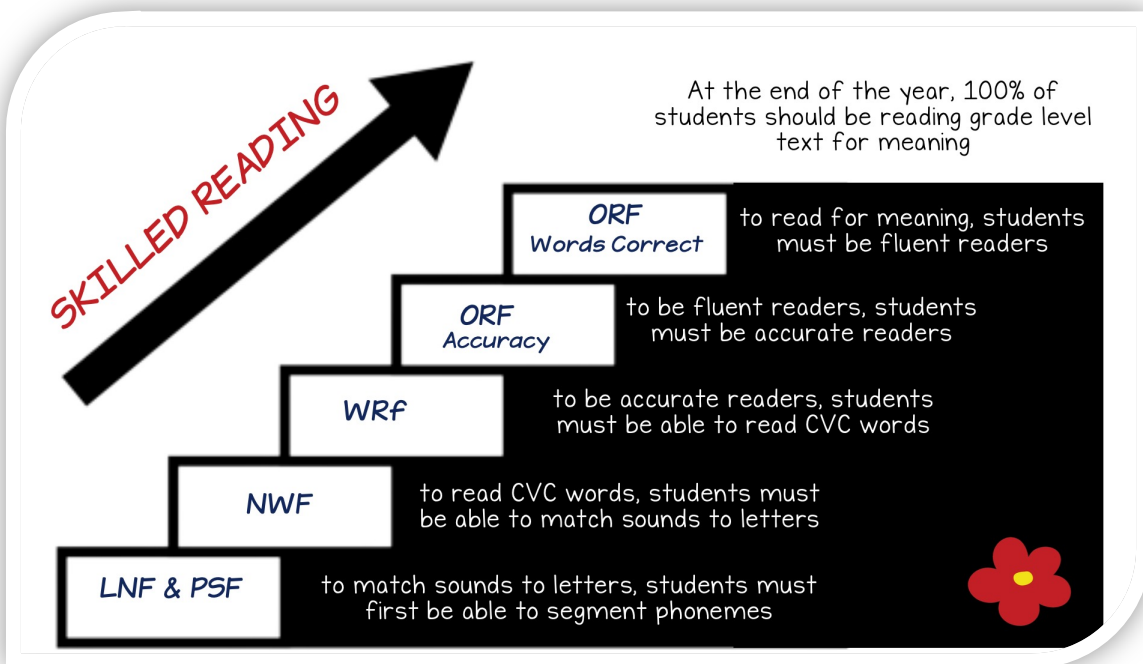 SKILLED READING
At the end of the year, 100% of
students should be reading grade level
text for meaning
ORF
Words Correct
to read for meaning, students
must be fluent readers
ORF
Accuracy
to be fluent readers, students
must be accurate readers
WRf
to be accurate readers, students
must be able to read CVC words
NWF
to read CVC words, students must
be able to match sounds to letters
LNF & PSF
to match sounds to letters, students must
first be able to segment phonemes